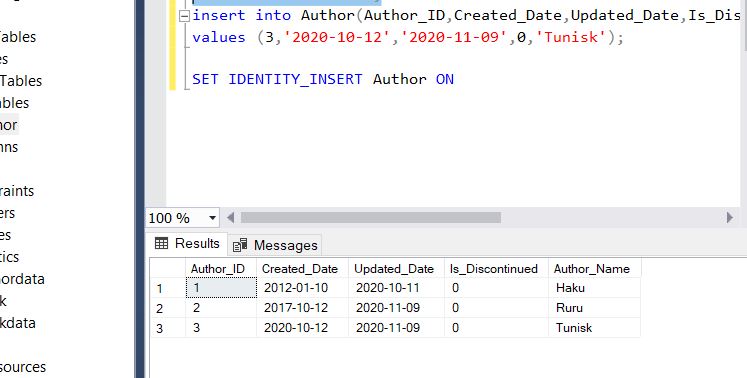 ables
es
Tables
ables
hor
nns
raints
ers
es
tics
ordata
k
kdata
sources
insert into Author(Author_ID,Created_Date,Updated_Date,Is_Dis
values (3,'2020-10-12','2020-11-09',0,'Tunisk');
SET IDENTITY_INSERT Author ON
100 %
Results Messages
Author_ID Created_Date Updated_Date Is_Discontinued Author_Name
1 1 2012-01-10 2020-10-11 0 Haku
2 2 2017-10-12 2020-11-09 0 Ruru
3 3 2020-10-12 2020-11-09 0 Tunisk